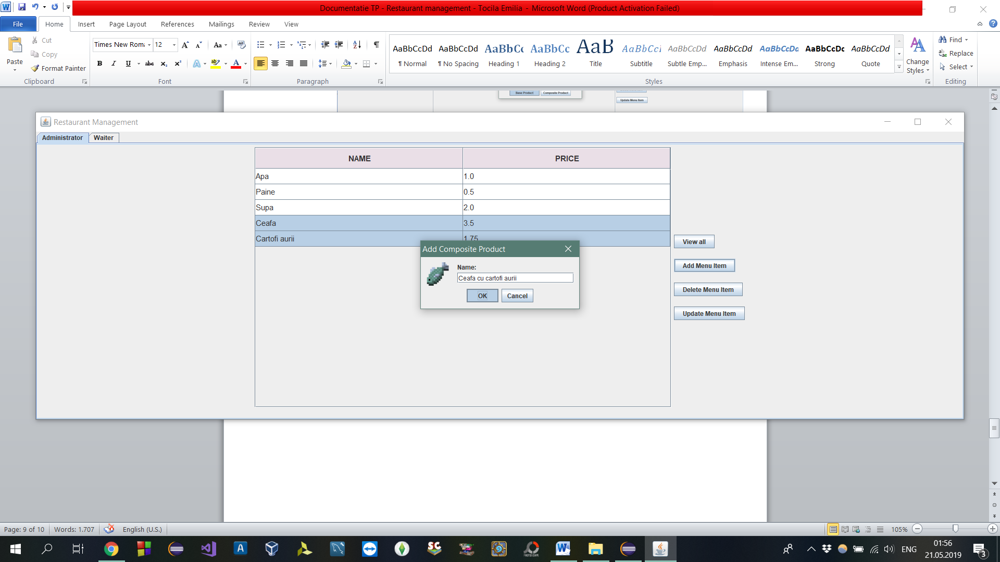 Documentatie TP - Restaurant management - Tocila Emilia - Microsoft Word (Product Activation Failed)
File Home Insert Page Layout References Mailings Review View
Paste
Cut
Copy
Format Painter
Clipboard
Times New Rom 12
Font
Paragraph
AaBbCcDd AaBbCcDd AaBbCc AaBbCc AaB AaBbCcI AaBbCcDd AaBbCcDd AaBbCcDd AaBbCcDc AaBbCcDd
¶ Normal ¶ No Spacing Heading 1 Heading 2 Title Subtitle Subtle Emp... Emphasis Intense Em... Strong Quote
Change Styles
Styles
Find
Replace
Select
Editing
Base Product Composite Product
Update Menu Item
Restaurant Management
Administrator Waiter
NAME PRICE
Apa 1.0
Paine 0.5
Supa 2.0
Ceafa 3.5
Cartofi aurii 1.75
View all
Add Menu Item
Delete Menu Item
Update Menu Item
Add Composite Product
Name:
Ceafa cu cartofi aurii
OK Cancel
Page: 9 of 10 Words: 1.707 English (U.S.) 105%
ENG
01:56
21.05.2019
3